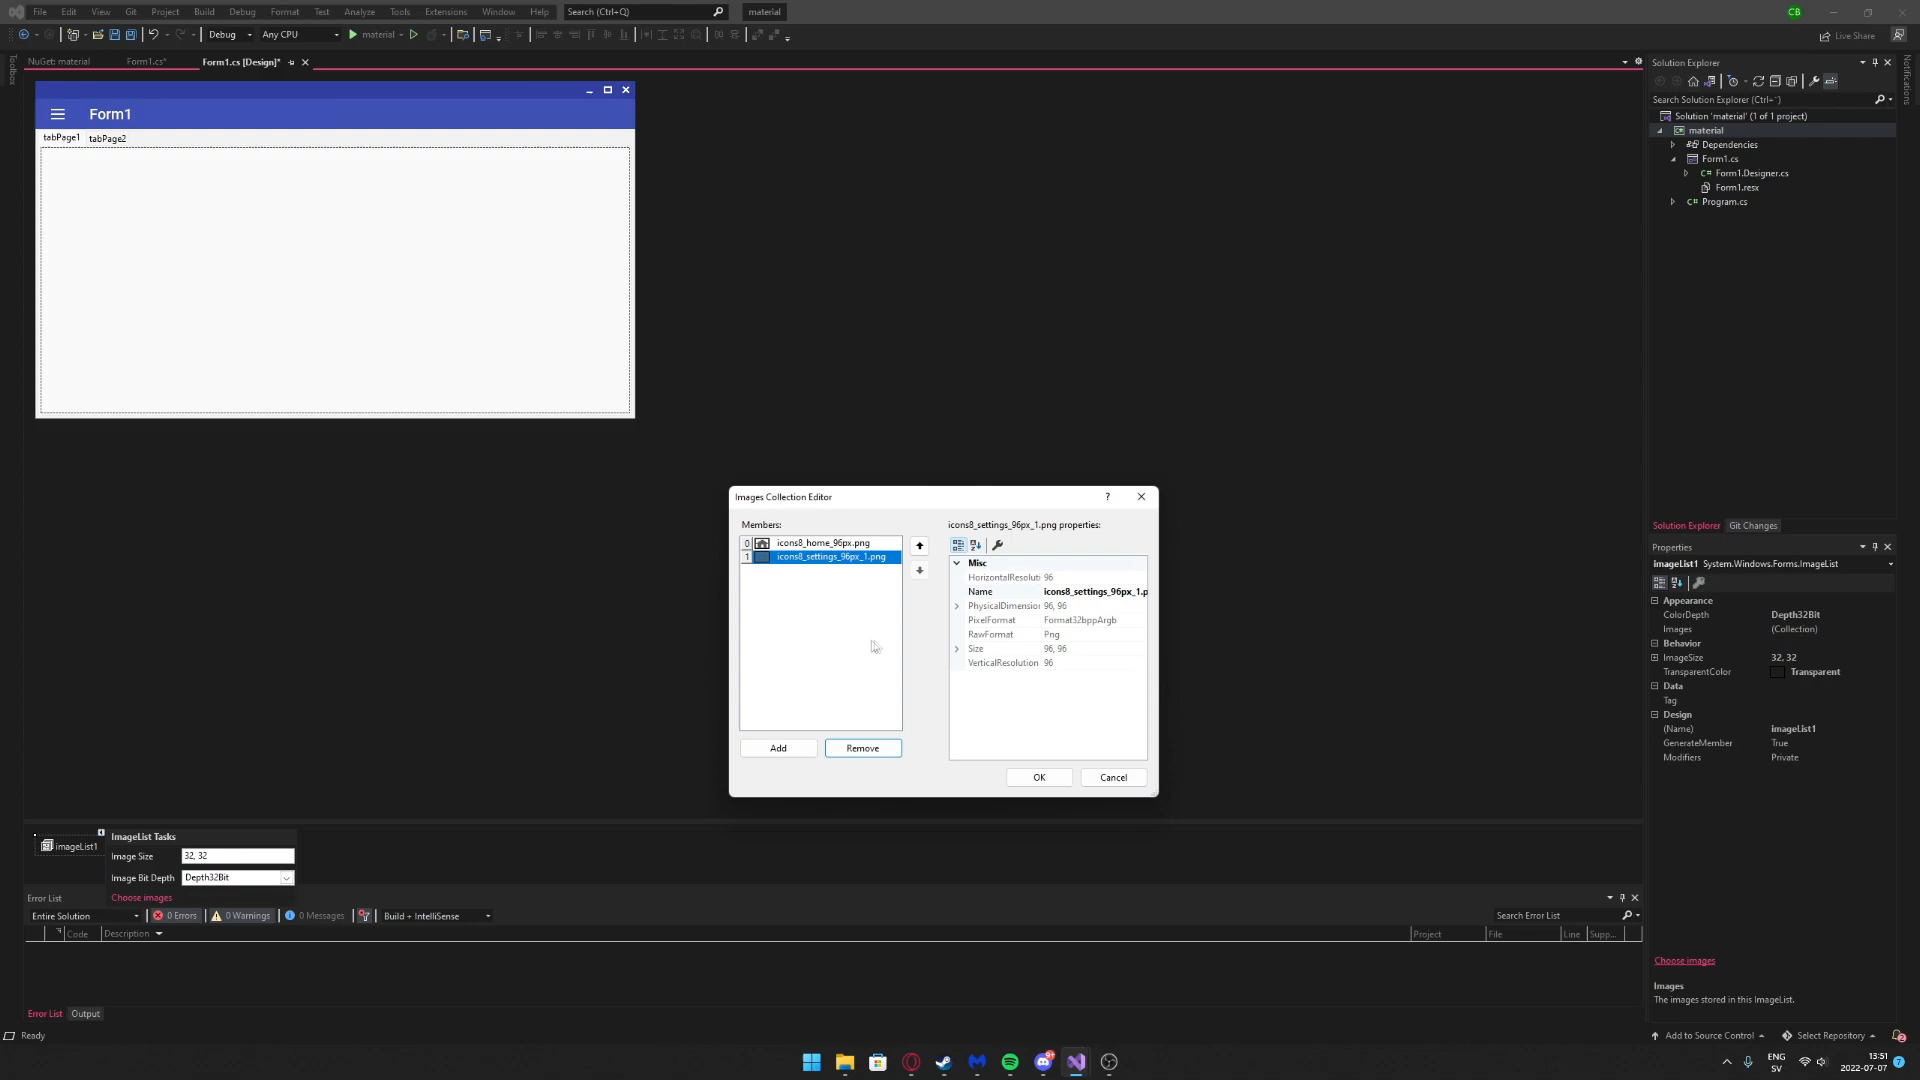 File Edit View Git Project Build Debug Format Test Analyze Tools Extensions Window Help Search (Ctrl+Q) material CB
Debug Any CPU material Live Share
Toolbox
NuGet: material Form1.cs* Form1.cs [Design]*
Form1
tabPage1 tabPage2
Solution Explorer
Search Solution Explorer (Ctrl+¨)
Solution 'material' (1 of 1 project)
material
Dependencies
Form1.cs
C# Form1.Designer.cs
Form1.resx
C# Program.cs
Notifications
Solution Explorer Git Changes
Properties
imageList1 System.Windows.Forms.ImageList
Appearance
ColorDepth Depth32Bit
Images (Collection)
Behavior
ImageSize 32, 32
TransparentColor Transparent
Data
Tag
Design
(Name) imageList1
GenerateMember True
Modifiers Private
Choose images
Images
The images stored in this ImageList.
Images Collection Editor ?
Members:
0 icons8_home_96px.png
1 icons8_settings_96px_1.png
Add Remove
icons8_settings_96px_1.png properties:
Misc
HorizontalResoluti 96
Name icons8_settings_96px_1.p
PhysicalDimension 96, 96
PixelFormat Format32bppArgb
RawFormat Png
Size 96, 96
VerticalResolution 96
OK Cancel
imageList1
ImageList Tasks
Image Size 32, 32
Image Bit Depth Depth32Bit
Choose images
Error List
Entire Solution 0 Errors 0 Warnings 0 Messages Build + IntelliSense Search Error List
Code Description Project File Line Supp...
Error List Output
Ready Add to Source Control Select Repository 2
ENG
SV
13:51
2022-07-07
7